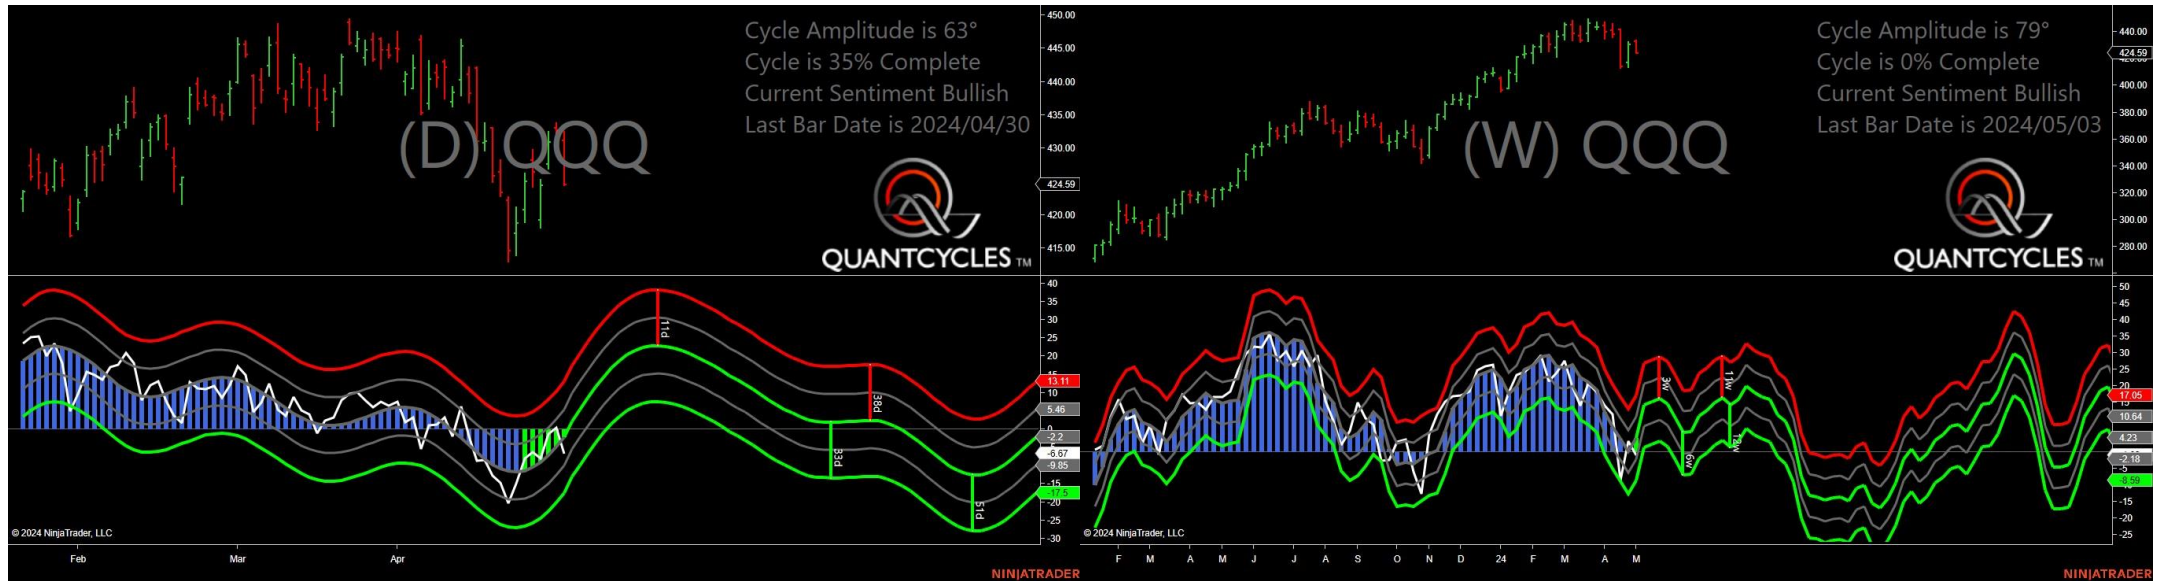 Cycle Amplitude is 63°
Cycle is 35% Complete
Current Sentiment Bullish
Last Bar Date is 2024/04/30
(D) QQQ
QUANTCYCLES TM
450.00
445.00
440.00
435.00
430.00
424.59
420.00
415.00
40
35
30
25
20
15
13.11
10
5.46
0
-2.2
-6.67
-9.85
-15
-17.5
-20
-25
-30
11d
38d
33d
51d
© 2024 NinjaTrader, LLC
Feb
Mar
Apr
NINJATRADER
Cycle Amplitude is 79°
Cycle is 0% Complete
Current Sentiment Bullish
Last Bar Date is 2024/05/03
(W) QQQ
QUANTCYCLES TM
440.00
424.59
400.00
380.00
360.00
340.00
320.00
300.00
280.00
50
45
40
35
30
25
20
17.05
10.64
4.23
-2.18
-5
-8.59
-15
-20
-25
3w
11w
6w
12w
© 2024 NinjaTrader, LLC
F M A M J J A S O N D 24 F M A M
NINJATRADER